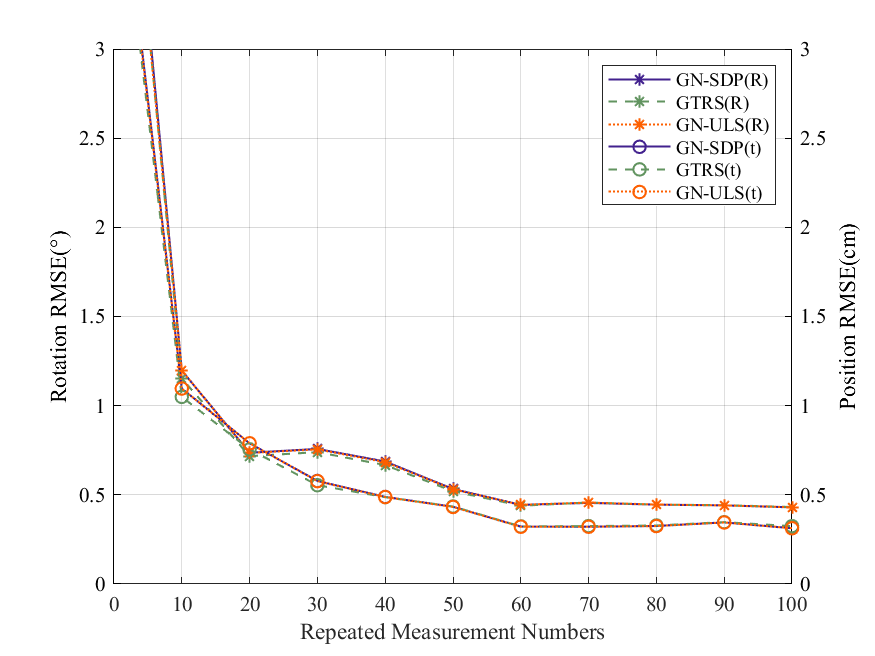 3
2.5
2
1.5
1
0.5
0
Rotation RMSE(°)
GN-SDP(R)
GTRS(R)
GN-ULS(R)
GN-SDP(t)
GTRS(t)
GN-ULS(t)
3
2.5
2
1.5
1
0.5
0
Position RMSE(cm)
0 10 20 30 40 50 60 70 80 90 100
Repeated Measurement Numbers